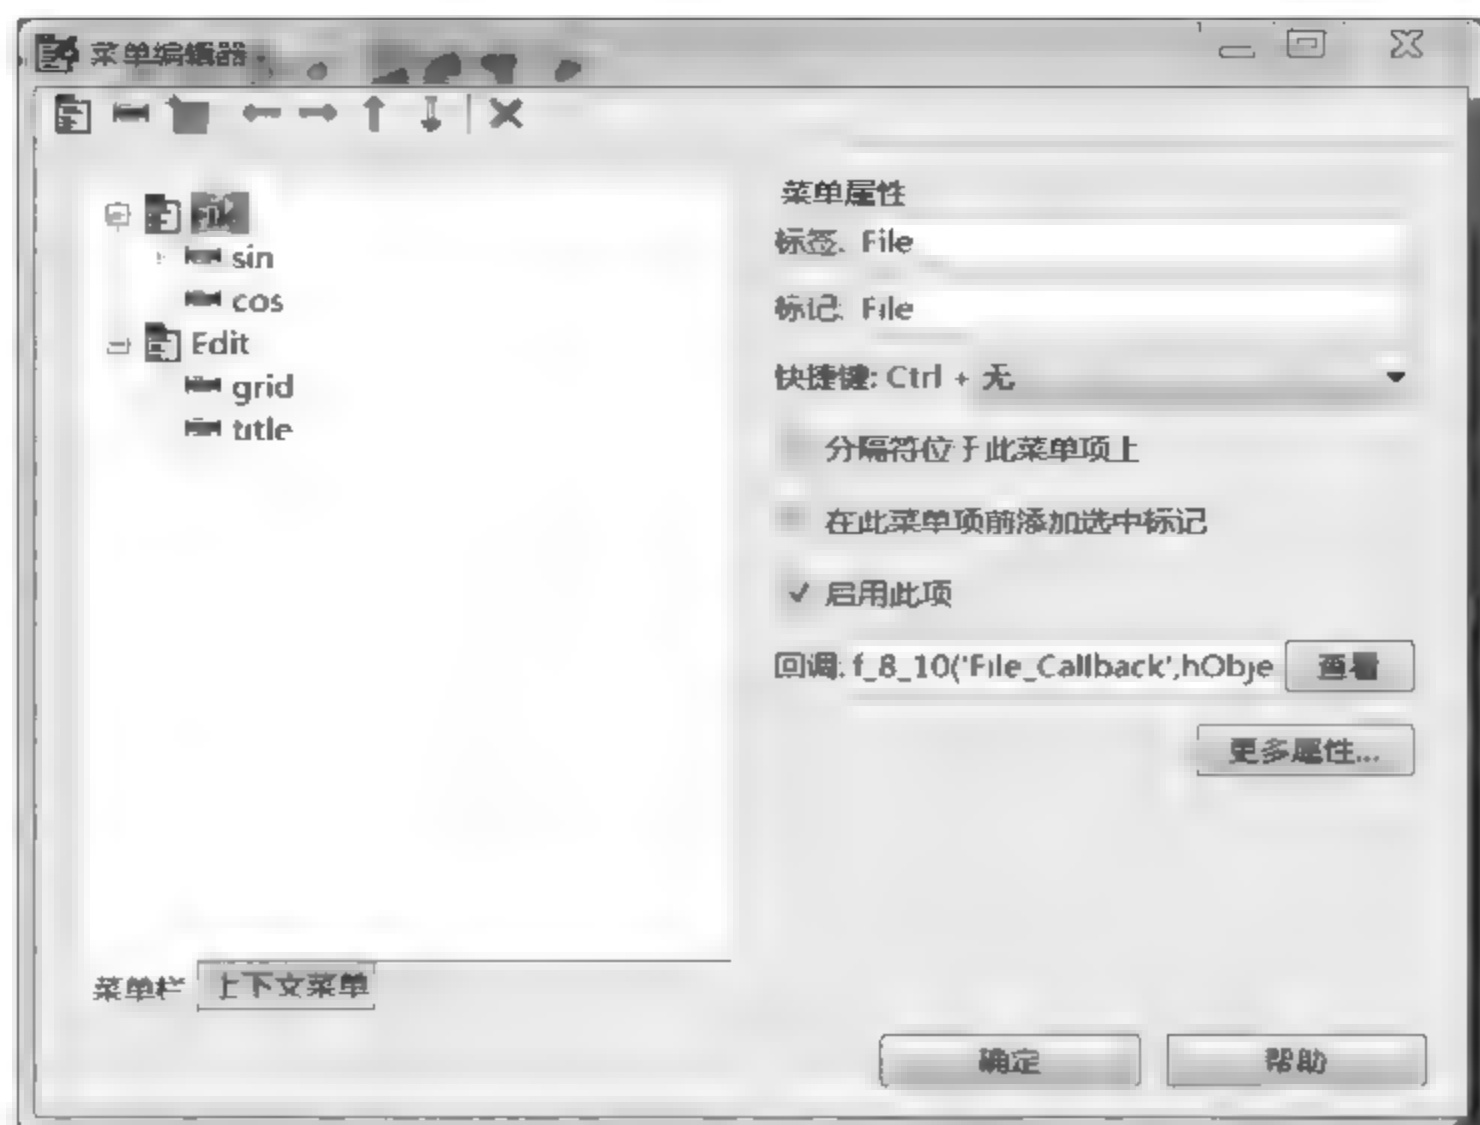 菜单编辑器
菜单属性
标签: File
sin
标记: File
cos
Edit
快捷键: Ctrl + 无
grid
title
分隔符位于此菜单项上
在此菜单项前添加选中标记
启用此项
回调: f_8_10('File_Callback',hObje 查看
更多属性...
菜单栏 上下文菜单
确定 帮助